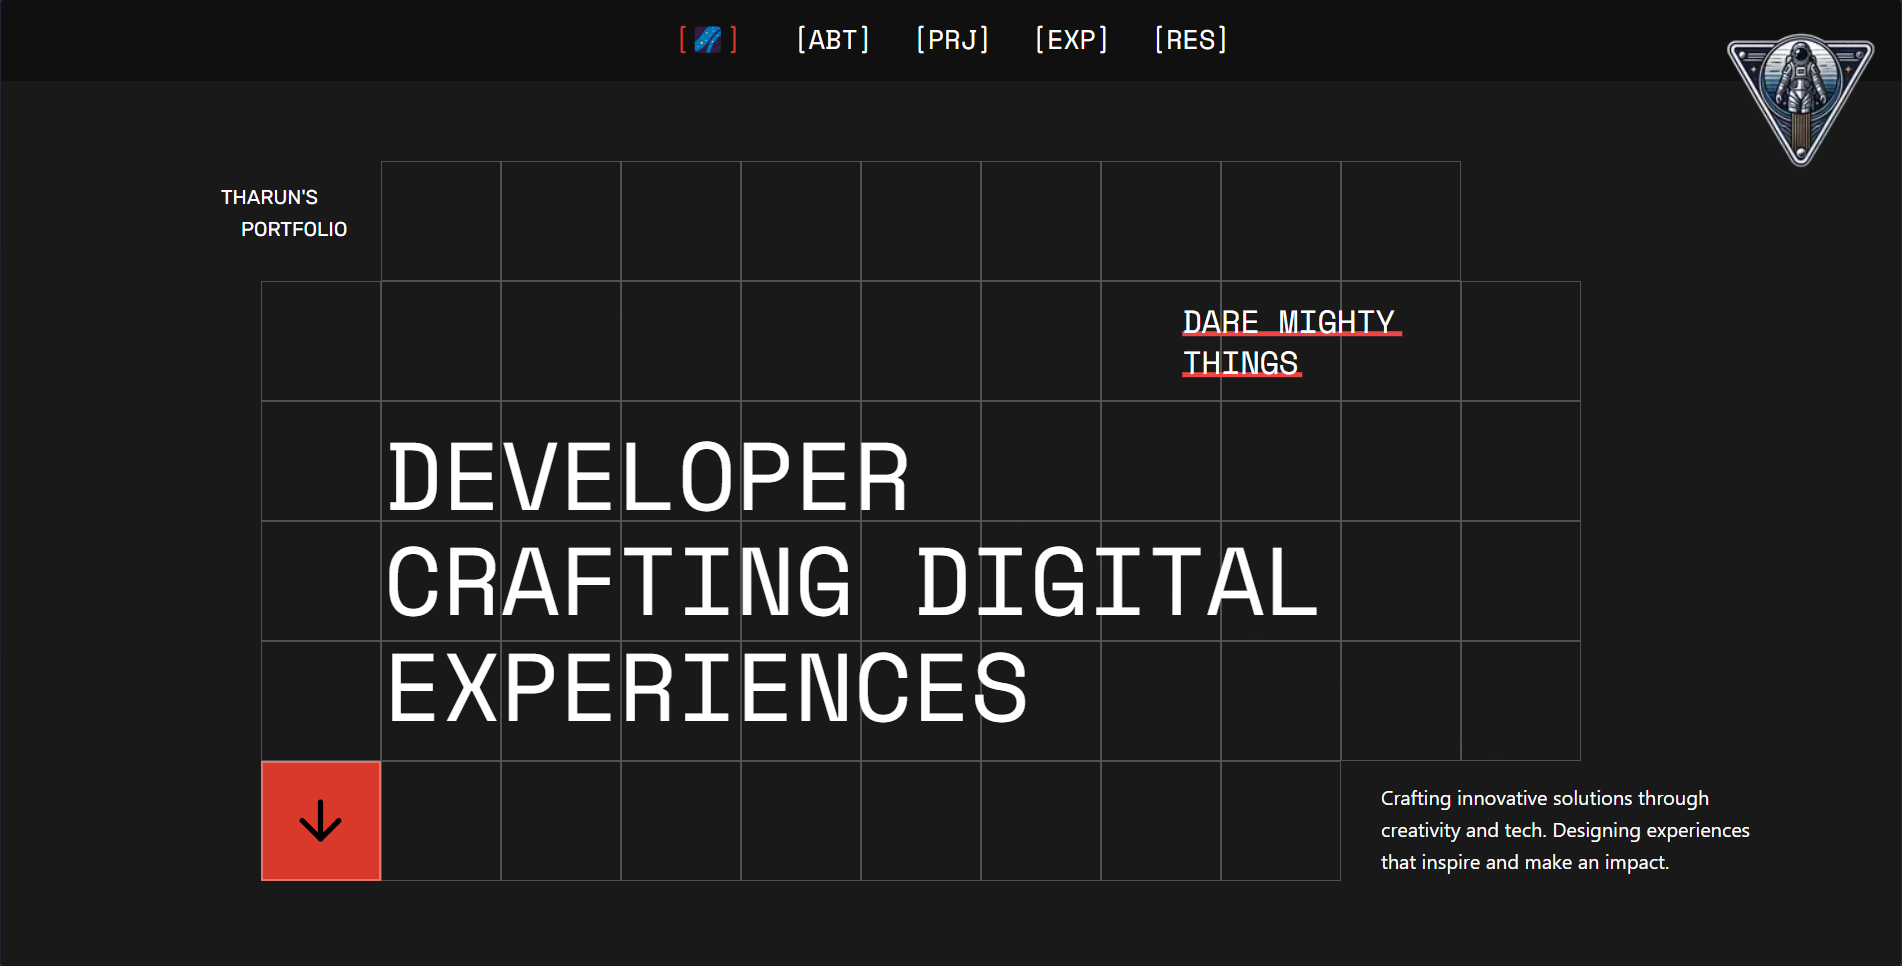 [🌌] [ABT] [PRJ] [EXP] [RES]
THARUN'S
PORTFOLIO
DARE MIGHTY
THINGS
DEVELOPER
CRAFTING DIGITAL
EXPERIENCES
Crafting innovative solutions through
creativity and tech. Designing experiences
that inspire and make an impact.